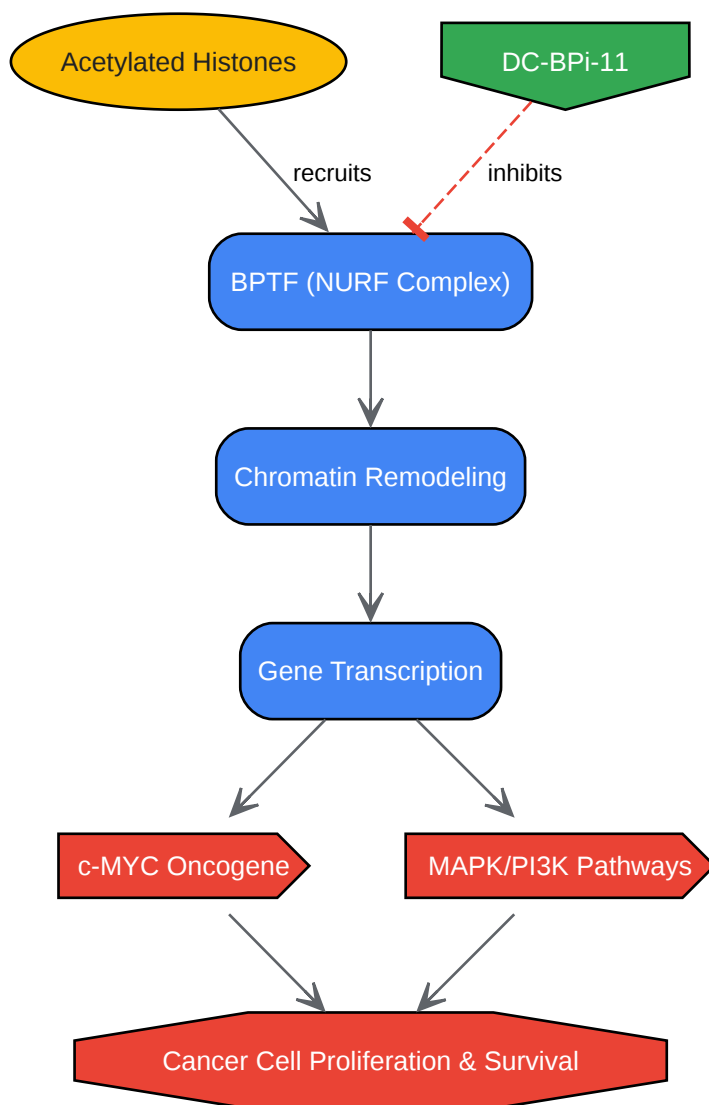 Acetylated Histones
DC-BPi-11
recruits
inhibits
BPTF (NURF Complex)
Chromatin Remodeling
Gene Transcription
c-MYC Oncogene
MAPK/PI3K Pathways
Cancer Cell Proliferation & Survival